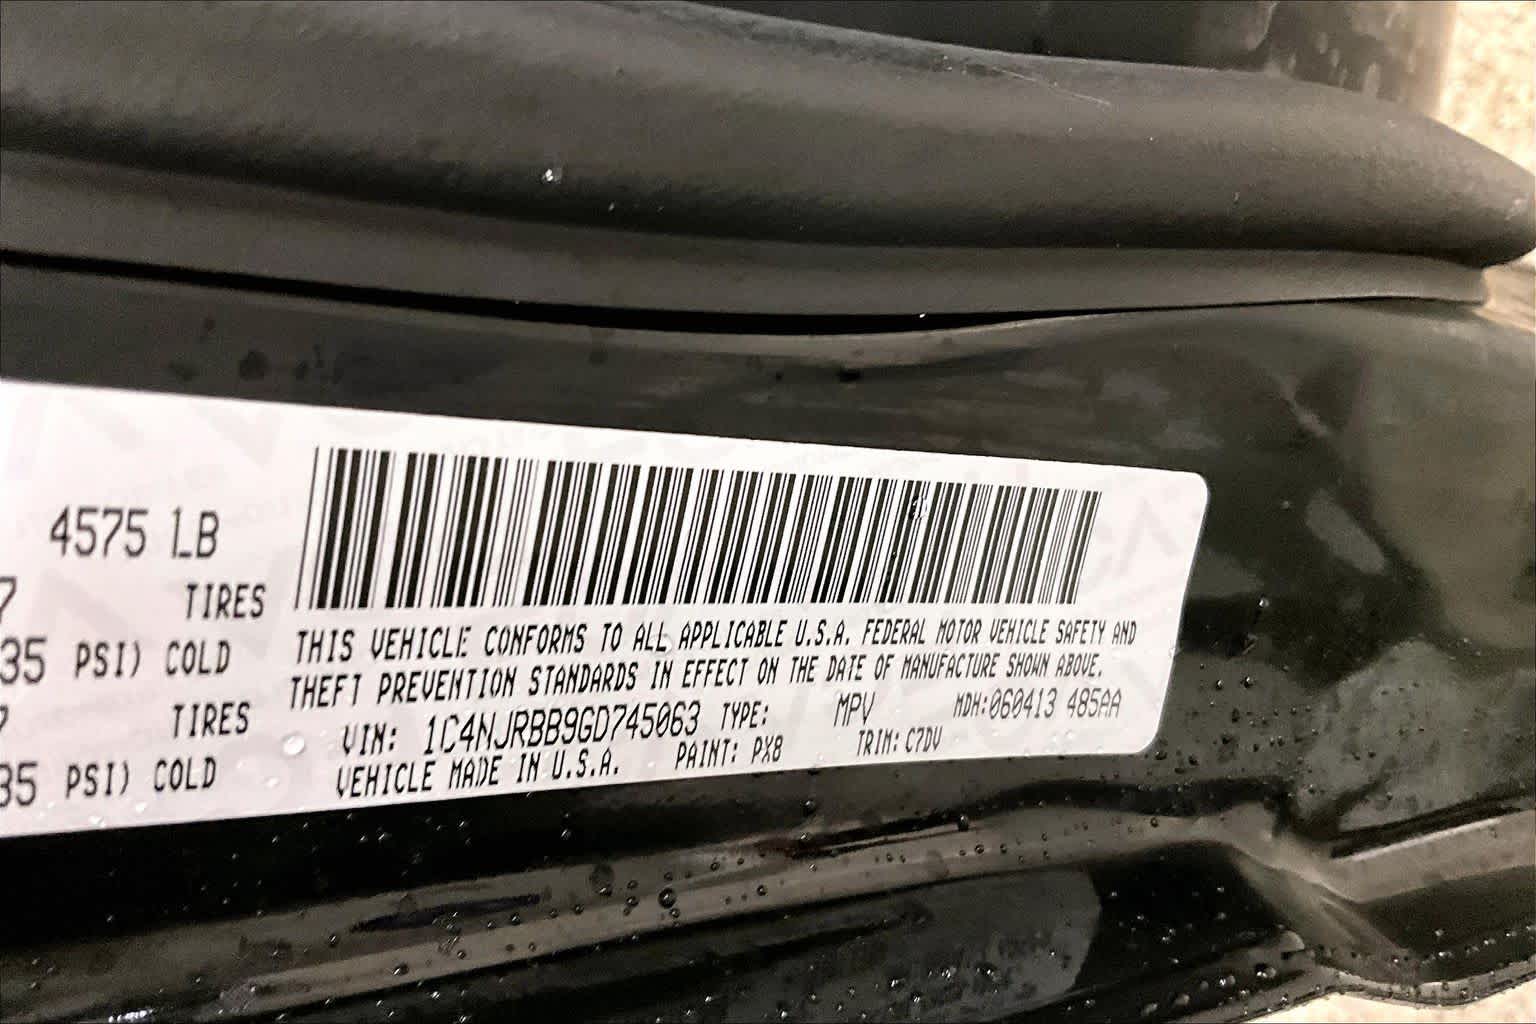 4575 LB
7 TIRES
35 PSI) COLD
TIRES
35 PSI) COLD
THIS VEHICLE CONFORMS TO ALL APPLICABLE U.S.A. FEDERAL MOTOR VEHICLE SAFETY AND
THEFT PREVENTION STANDARDS IN EFFECT ON THE DATE OF MANUFACTURE SHOWN ABOVE.
VIN: 1C4NJRBB9GD745063 TYPE: MPV MDH:060413 485AA
VEHICLE MADE IN U.S.A. PAINT: PX8 TRIM: C7DV